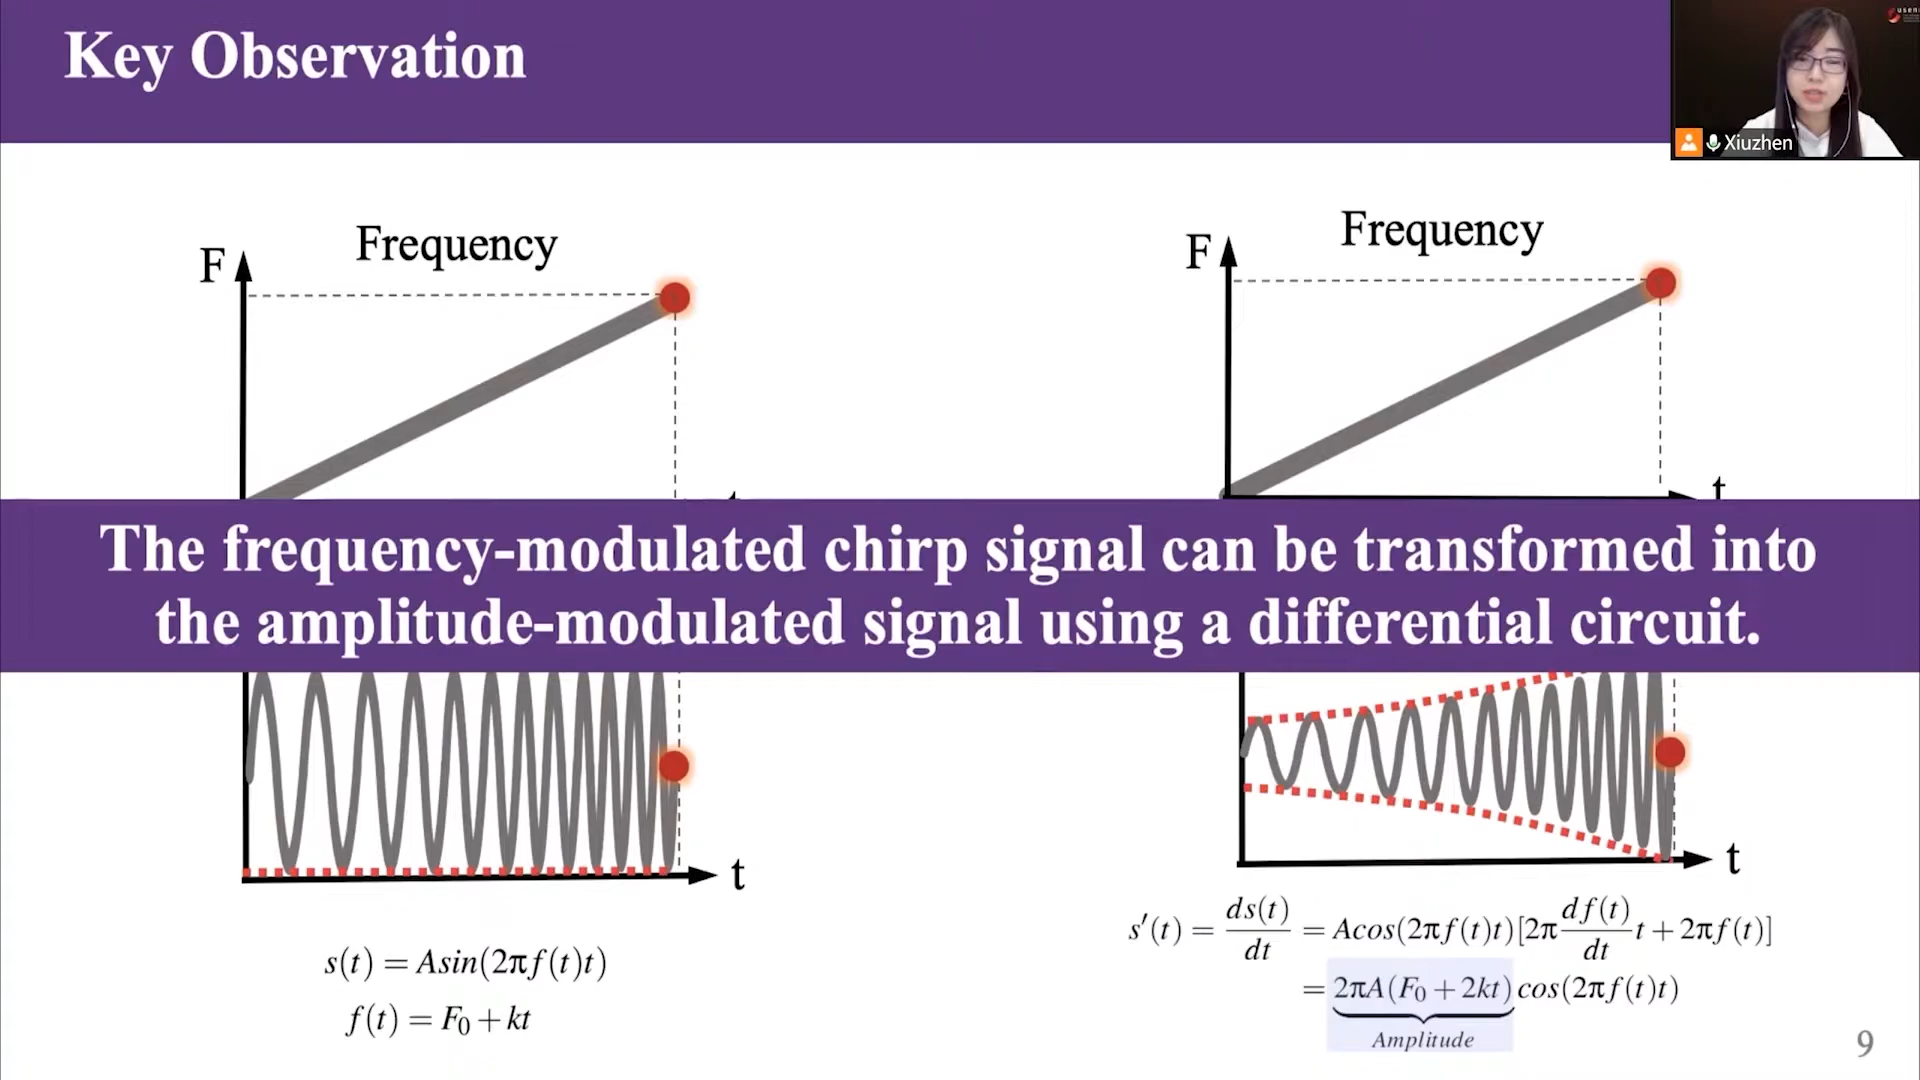 Key Observation
usen
Xiuzhen
F
Frequency
F
Frequency
t
The frequency-modulated chirp signal can be transformed into
the amplitude-modulated signal using a differential circuit.
t
t
s(t) = Asin(2πf(t)t)
f(t) = F₀ + kt
s′(t) = ds(t)/dt = Acos(2πf(t)t)[2π df(t)/dt t + 2πf(t)]
= 2πA(F₀ + 2kt) cos(2πf(t)t)
Amplitude
9